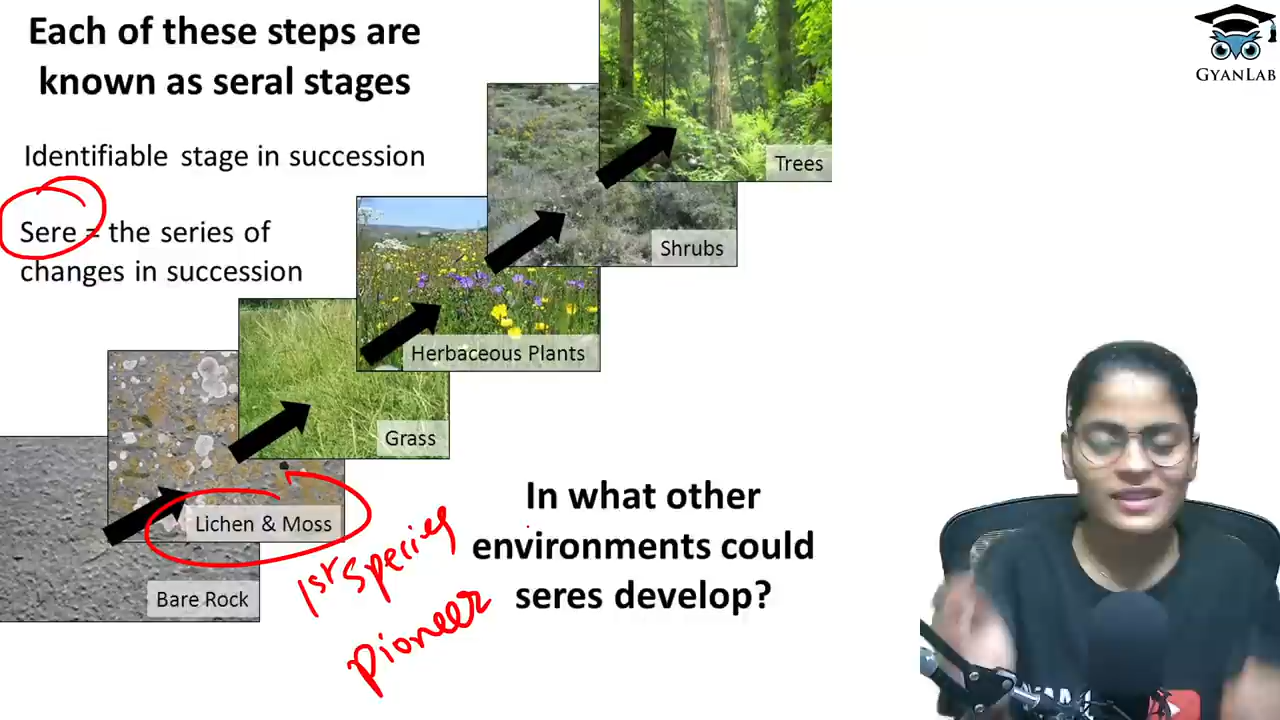 Each of these steps are
known as seral stages
Identifiable stage in succession
Sere = the series of
changes in succession
Trees
Shrubs
Herbaceous Plants
Grass
Lichen & Moss
Bare Rock
1st Species
Pioneer
In what other
environments could
seres develop?
GYANLAB